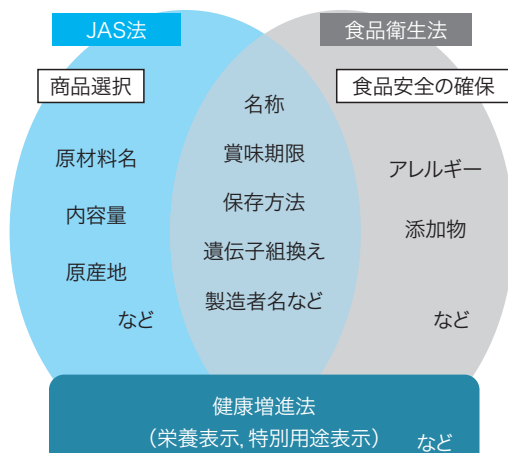 JAS法
食品衛生法
商品選択
食品安全の確保
原材料名
内容量
原産地
など
名称
賞味期限
保存方法
遺伝子組換え
製造者名など
アレルギー
添加物
など
健康増進法
(栄養表示, 特別用途表示) など